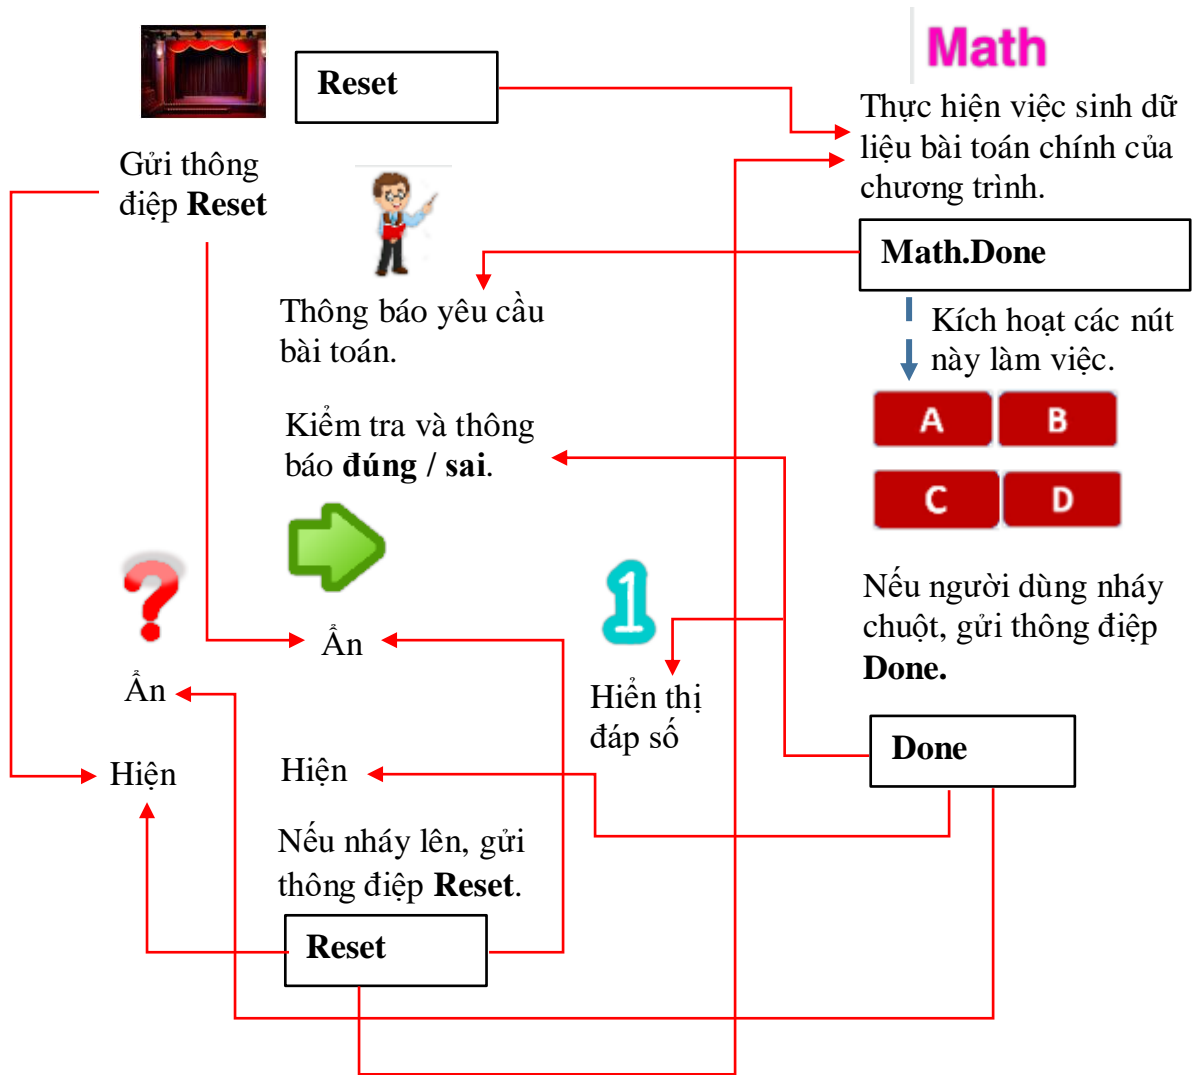 Math
Reset
Thực hiện việc sinh dữ
liệu bài toán chính của
chương trình.
Gửi thông
điệp Reset
Math.Done
Thông báo yêu cầu
bài toán.
Kích hoạt các nút
này làm việc.
A
B
Kiểm tra và thông
báo đúng / sai.
C
D
?
1
Nếu người dùng nháy
chuột, gửi thông điệp
Done.
Ẩn
Ẩn
Hiển thị
đáp số
Done
Hiện
Hiện
Nếu nháy lên, gửi
thông điệp Reset.
Reset